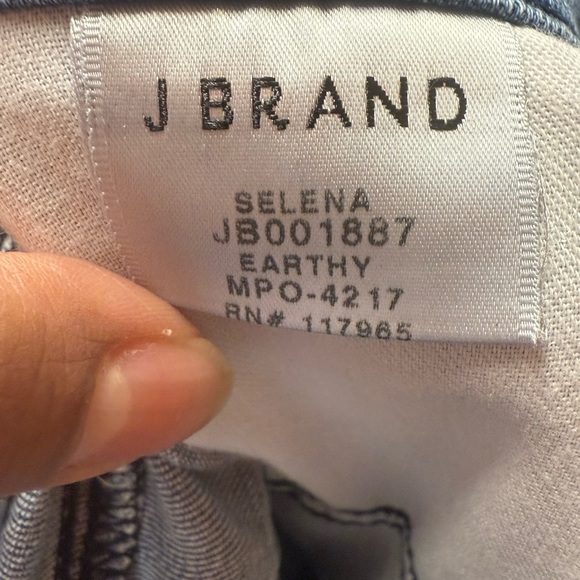 J BRAND
SELENA
JB001887
EARTHY
MPO-4217
RN# 117965